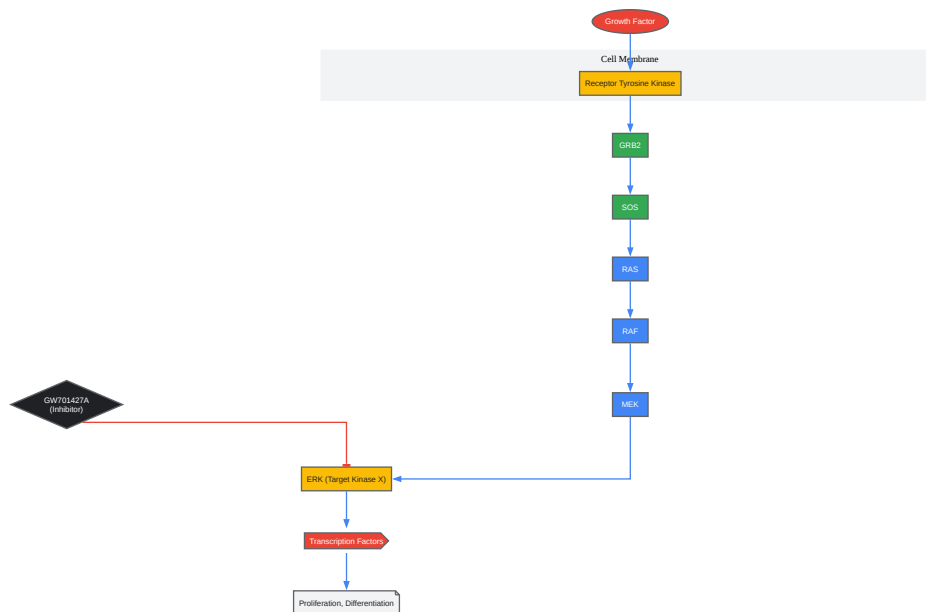 Growth Factor
Cell Membrane
Receptor Tyrosine Kinase
GRB2
SOS
RAS
RAF
GW701427A
(Inhibitor)
MEK
ERK (Target Kinase X)
Transcription Factors
Proliferation, Differentiation